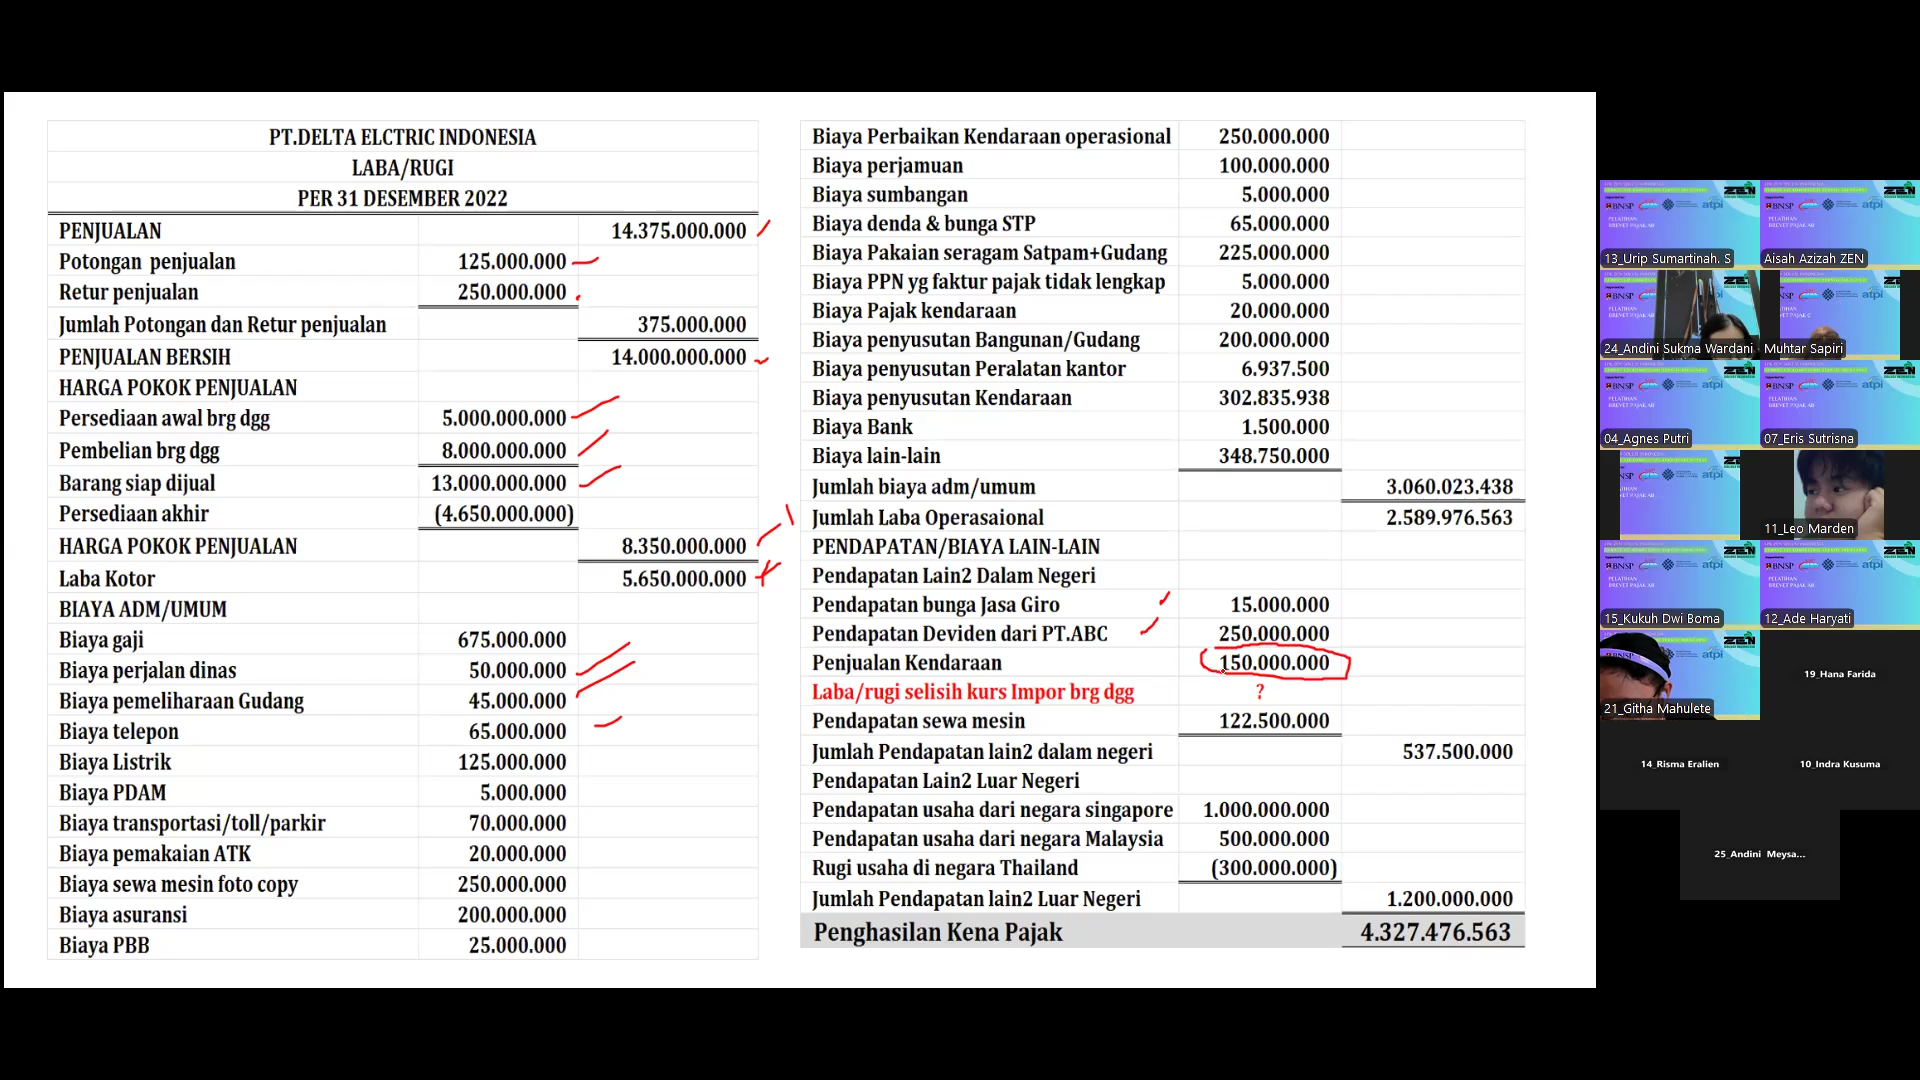 PT.DELTA ELCTRIC INDONESIA
LABA/RUGI
PER 31 DESEMBER 2022
PENJUALAN 14.375.000.000
Potongan penjualan 125.000.000
Retur penjualan 250.000.000
Jumlah Potongan dan Retur penjualan 375.000.000
PENJUALAN BERSIH 14.000.000.000
HARGA POKOK PENJUALAN
Persediaan awal brg dgg 5.000.000.000
Pembelian brg dgg 8.000.000.000
Barang siap dijual 13.000.000.000
Persediaan akhir (4.650.000.000)
HARGA POKOK PENJUALAN 8.350.000.000
Laba Kotor 5.650.000.000
BIAYA ADM/UMUM
Biaya gaji 675.000.000
Biaya perjalan dinas 50.000.000
Biaya pemeliharaan Gudang 45.000.000
Biaya telepon 65.000.000
Biaya Listrik 125.000.000
Biaya PDAM 5.000.000
Biaya transportasi/toll/parkir 70.000.000
Biaya pemakaian ATK 20.000.000
Biaya sewa mesin foto copy 250.000.000
Biaya asuransi 200.000.000
Biaya PBB 25.000.000
Biaya Perbaikan Kendaraan operasional 250.000.000
Biaya perjamuan 100.000.000
Biaya sumbangan 5.000.000
Biaya denda & bunga STP 65.000.000
Biaya Pakaian seragam Satpam+Gudang 225.000.000
Biaya PPN yg faktur pajak tidak lengkap 5.000.000
Biaya Pajak kendaraan 20.000.000
Biaya penyusutan Bangunan/Gudang 200.000.000
Biaya penyusutan Peralatan kantor 6.937.500
Biaya penyusutan Kendaraan 302.835.938
Biaya Bank 1.500.000
Biaya lain-lain 348.750.000
Jumlah biaya adm/umum 3.060.023.438
Jumlah Laba Operasaional 2.589.976.563
PENDAPATAN/BIAYA LAIN-LAIN
Pendapatan Lain2 Dalam Negeri
Pendapatan bunga Jasa Giro 15.000.000
Pendapatan Deviden dari PT.ABC 250.000.000
Penjualan Kendaraan 150.000.000
Laba/rugi selisih kurs Impor brg dgg ?
Pendapatan sewa mesin 122.500.000
Jumlah Pendapatan lain2 dalam negeri 537.500.000
Pendapatan Lain2 Luar Negeri
Pendapatan usaha dari negara singapore 1.000.000.000
Pendapatan usaha dari negara Malaysia 500.000.000
Rugi usaha di negara Thailand (300.000.000)
Jumlah Pendapatan lain2 Luar Negeri 1.200.000.000
Penghasilan Kena Pajak 4.327.476.563
13_Urip Sumartinah. S
Aisah Azizah ZEN
24_Andini Sukma Wardani
Muhtar Sapiri
04_Agnes Putri
07_Eris Sutrisna
11_Leo Marden
15_Kukuh Dwi Boma
12_Ade Haryati
21_Githa Mahulete
19_Hana Farida
14_Risma Eralien
10_Indra Kusuma
25_Andini Meysa...